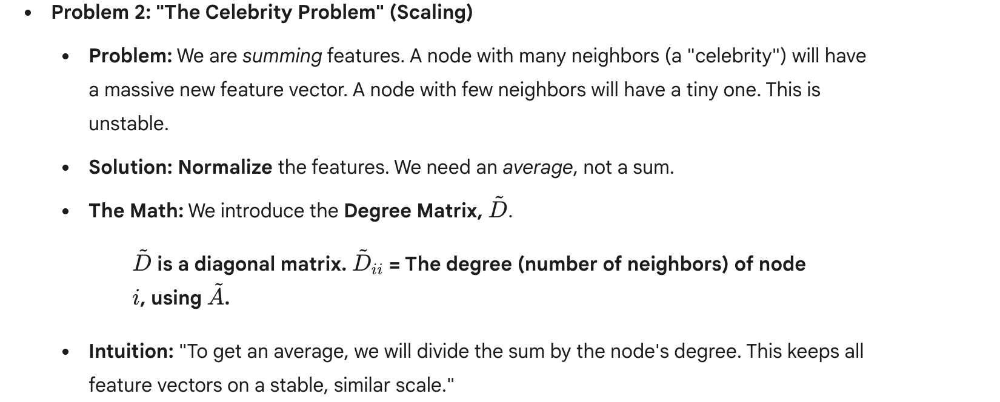 • Problem 2: "The Celebrity Problem" (Scaling)
• Problem: We are summing features. A node with many neighbors (a "celebrity") will have
a massive new feature vector. A node with few neighbors will have a tiny one. This is
unstable.
• Solution: Normalize the features. We need an average, not a sum.
• The Math: We introduce the Degree Matrix, D̃.
D̃ is a diagonal matrix. D̃ᵢᵢ = The degree (number of neighbors) of node
i, using Ã.
• Intuition: "To get an average, we will divide the sum by the node's degree. This keeps all
feature vectors on a stable, similar scale."